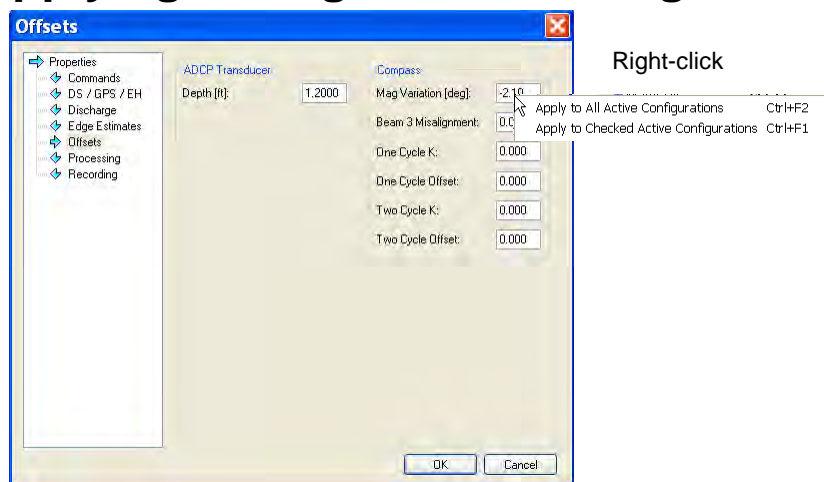 Offsets
Properties
Commands
DS / GPS / EH
Discharge
Edge Estimates
Offsets
Processing
Recording
ADCP Transducer
Depth [ft]: 1.2000
Compass
Mag Variation [deg]: -2.10
Beam 3 Misalignment:
One Cycle K: 0.000
One Cycle Offset: 0.000
Two Cycle K: 0.000
Two Cycle Offset: 0.000
Right-click
Apply to All Active Configurations Ctrl+F2
Apply to Checked Active Configurations Ctrl+F1
OK Cancel